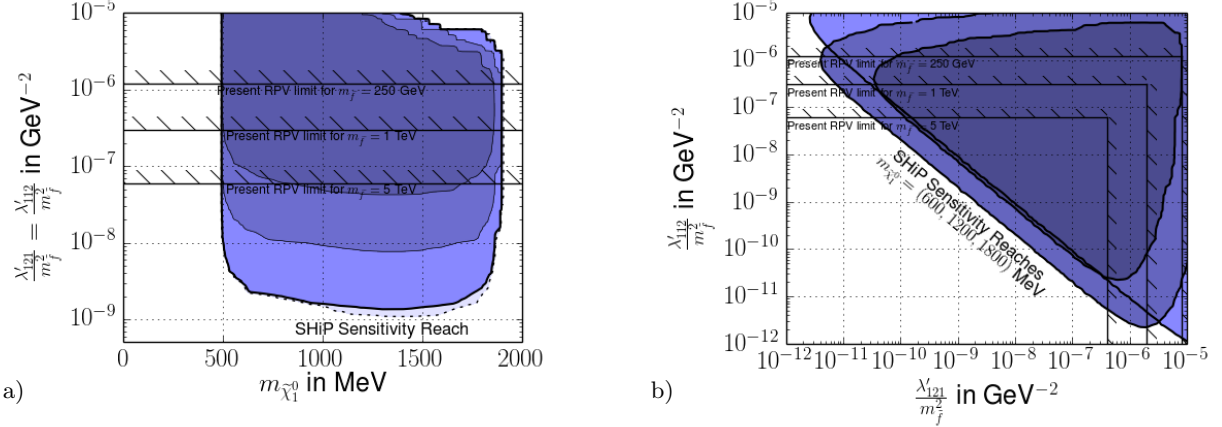 10⁻⁵
10⁻⁶
10⁻⁷
10⁻⁸
10⁻⁹
λ′₁₂₁/m²_f̃ = λ′₁₁₂/m²_f̃ in GeV⁻²
Present RPV limit for m_f̃ = 250 GeV
Present RPV limit for m_f̃ = 1 TeV
Present RPV limit for m_f̃ = 5 TeV
SHiP Sensitivity Reach
0 500 1000 1500 2000
m_χ̃⁰₁ in MeV
a)
10⁻⁵
10⁻⁶
10⁻⁷
10⁻⁸
10⁻⁹
10⁻¹⁰
10⁻¹¹
10⁻¹²
λ′₁₁₂/m²_f̃ in GeV⁻²
Present RPV limit for m_f̃ = 250 GeV
Present RPV limit for m_f̃ = 1 TeV
Present RPV limit for m_f̃ = 5 TeV
SHiP Sensitivity Reaches
m_χ̃⁰₁ = (600, 1200, 1800) MeV
10⁻¹² 10⁻¹¹ 10⁻¹⁰ 10⁻⁹ 10⁻⁸ 10⁻⁷ 10⁻⁶ 10⁻⁵
λ′₁₂₁/m²_f̃ in GeV⁻²
b)